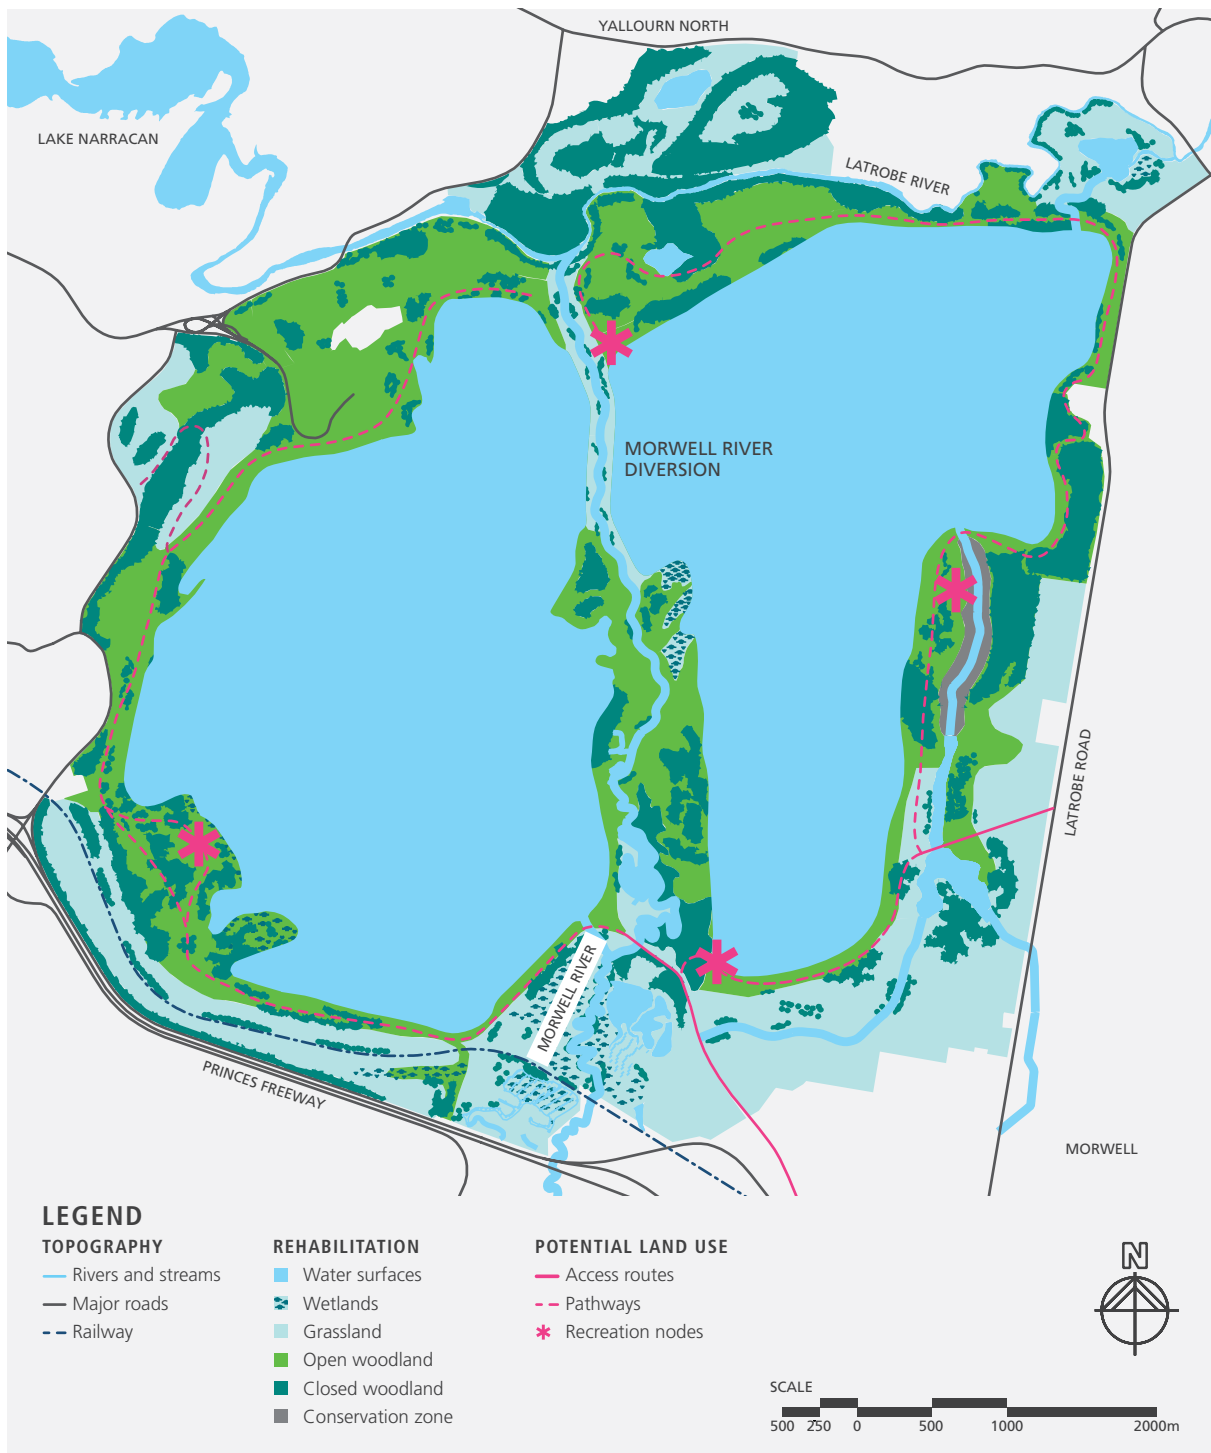 YALLOURN NORTH
LAKE NARRACAN
LATROBE RIVER
MORWELL RIVER
DIVERSION
LATROBE ROAD
MORWELL RIVER
PRINCES FREEWAY
MORWELL
LEGEND
TOPOGRAPHY
Rivers and streams
Major roads
Railway
REHABILITATION
Water surfaces
Wetlands
Grassland
Open woodland
Closed woodland
Conservation zone
POTENTIAL LAND USE
Access routes
Pathways
Recreation nodes
N
SCALE
500 250 0 500 1000 2000m